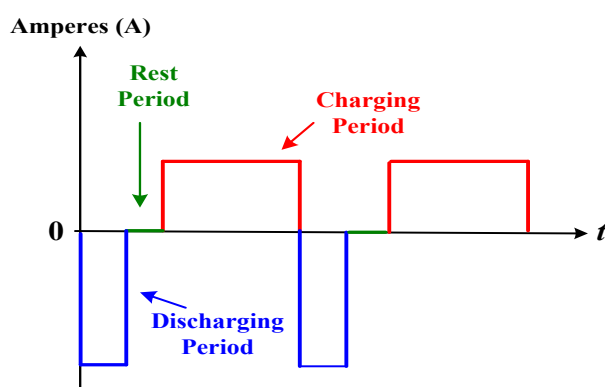 Amperes (A)
Rest
Period
Charging
Period
0
t
Discharging
Period